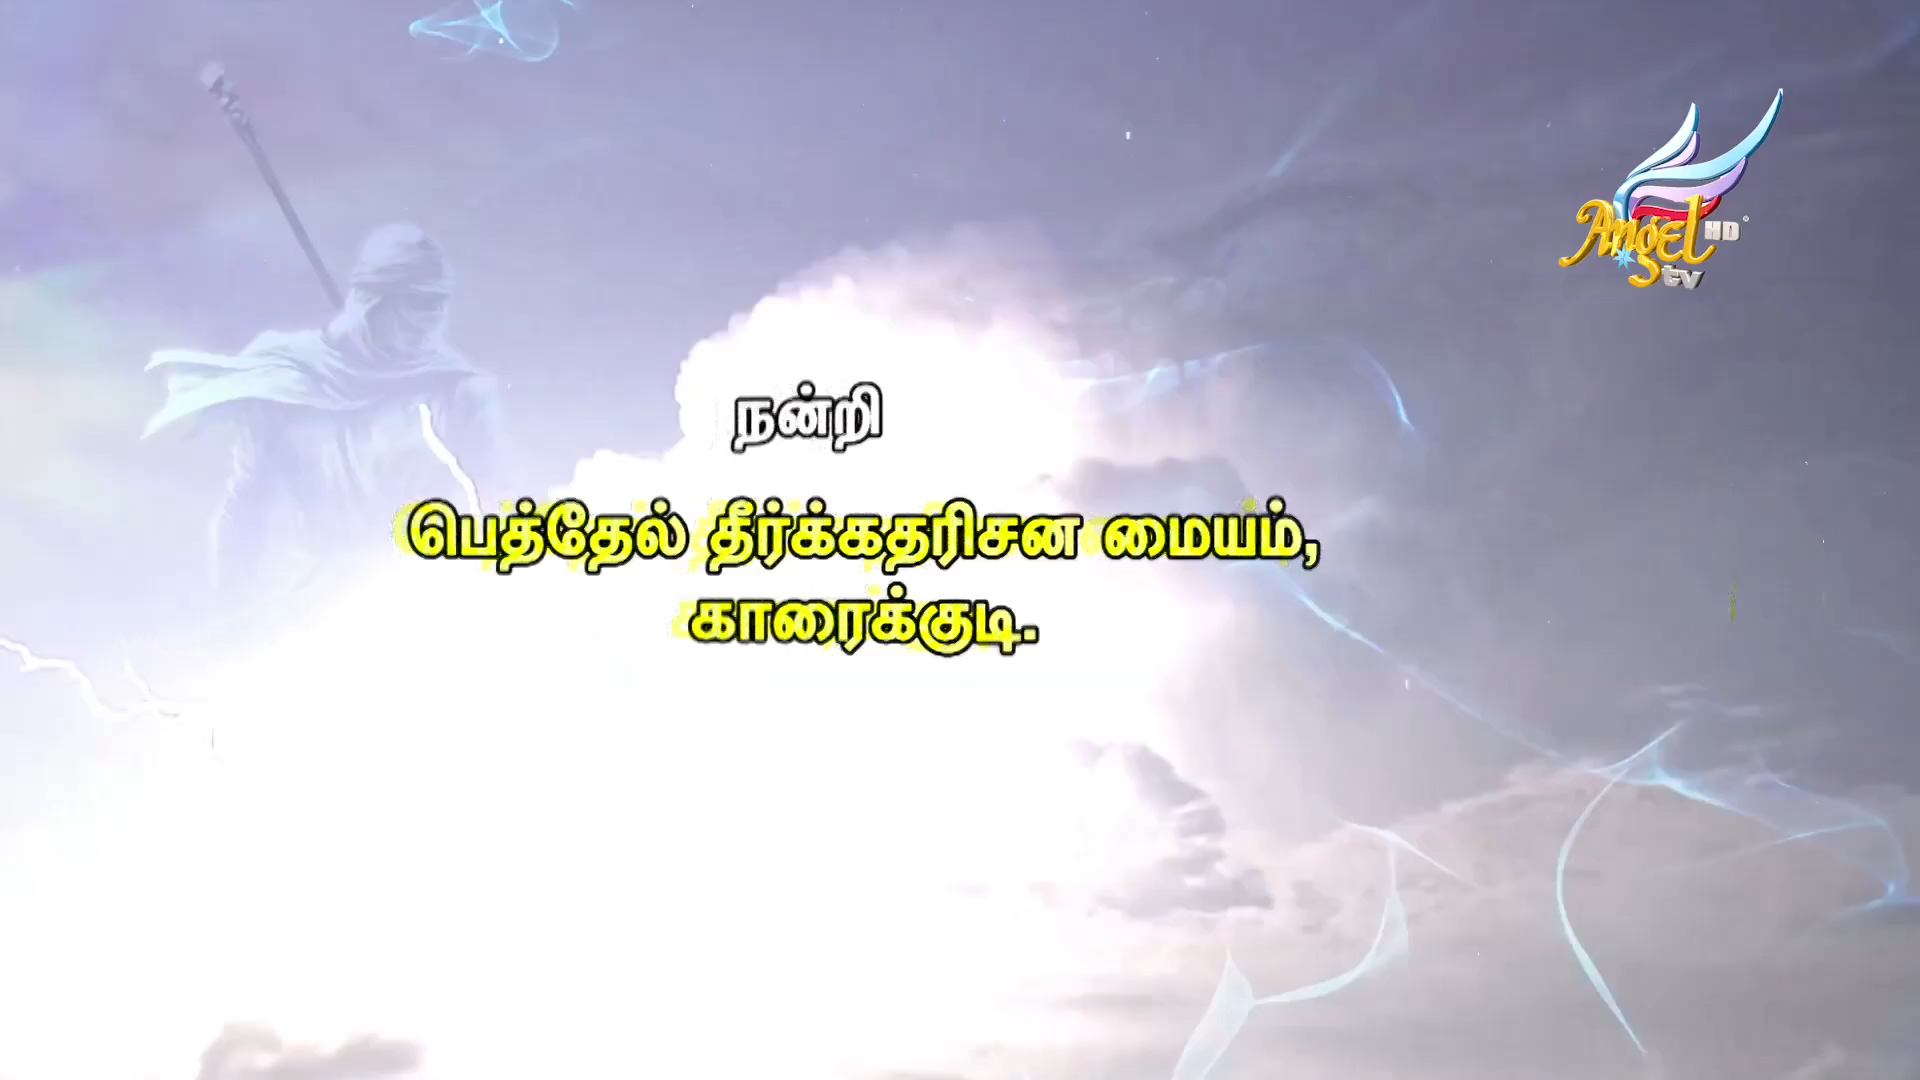 Angel HD
tv
நன்றி
பெத்தேல் தீர்க்கதரிசன மையம்,
காரைக்குடி.